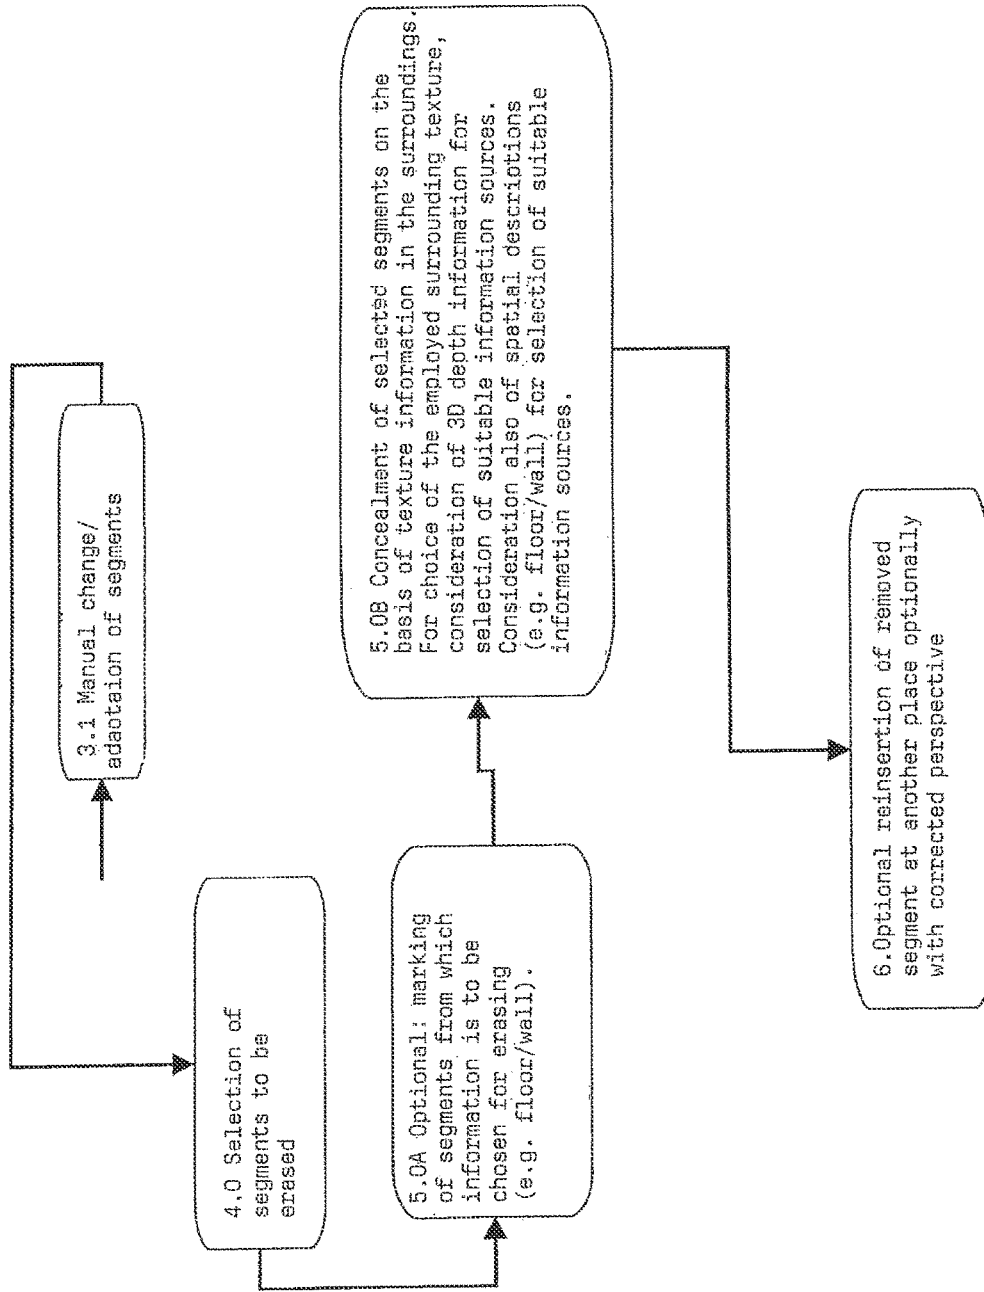 3.1 Manual change/
adaotaion of segments
4.0 Selection of
segments to be
erased
5.0A Optional: marking
of segments from which
information is to be
chosen for erasing
(e.g. floor/wall).
5.0B Concealment of selected segments on the
basis of texture information in the surroundings.
For choice of the employed surrounding texture,
consideration of 3D depth information for
selection of suitable information sources.
Consideration also of spatial descriptions
(e.g. floor/wall) for selection of suitable
information sources.
6.Optional reinsertion of removed
segment at another place optionally
with corrected perspective